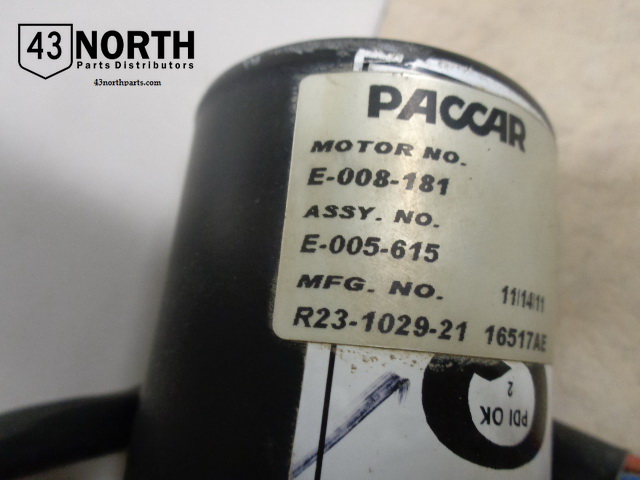 43 NORTH
Parts Distributors
43northparts.com
PACCAR
MOTOR NO.
E-008-181
ASSY. NO.
E-005-615
MFG. NO. 11/14/11
R23-1029-21 16517AE
PDI OK
2